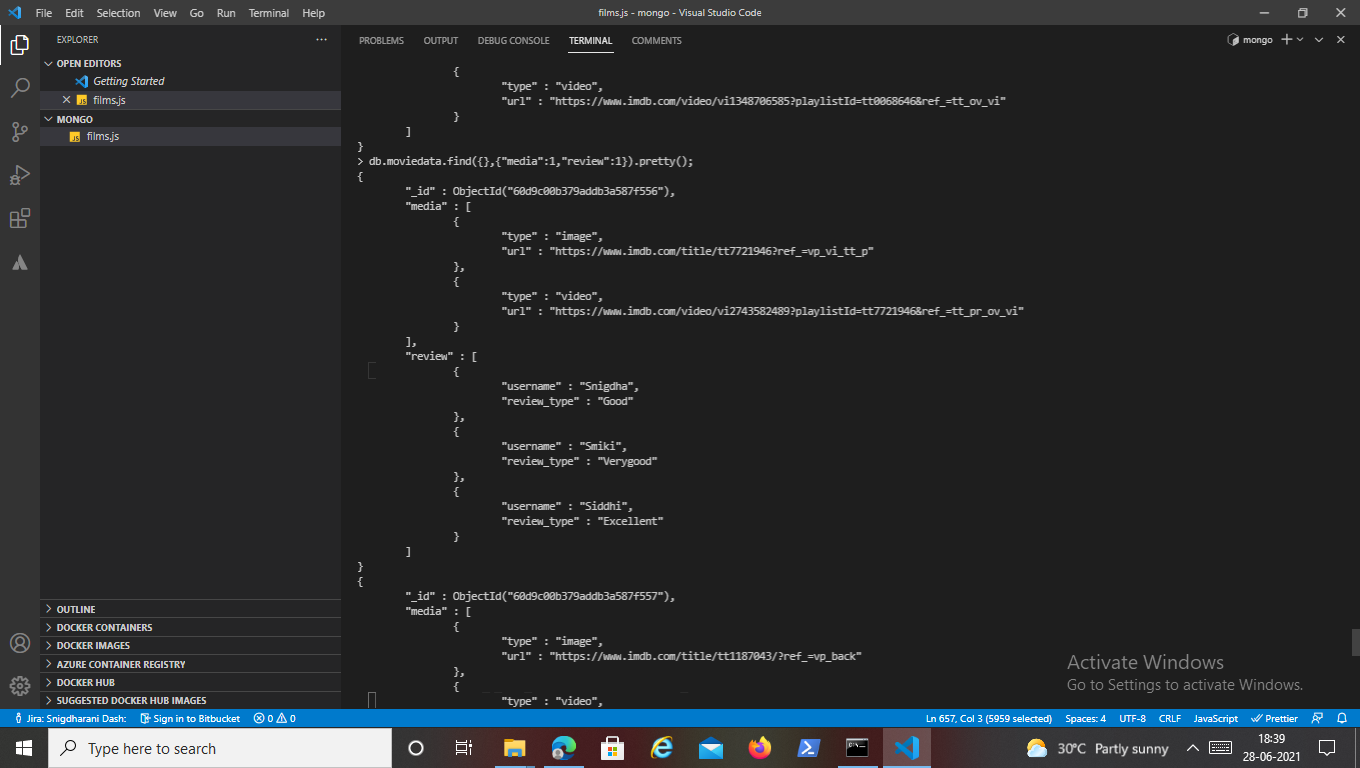 File Edit Selection View Go Run Terminal Help films.js - mongo - Visual Studio Code
EXPLORER
OPEN EDITORS
Getting Started
films.js
MONGO
films.js
OUTLINE
DOCKER CONTAINERS
DOCKER IMAGES
AZURE CONTAINER REGISTRY
DOCKER HUB
SUGGESTED DOCKER HUB IMAGES
PROBLEMS OUTPUT DEBUG CONSOLE TERMINAL COMMENTS mongo
{
"type" : "video",
"url" : "https://www.imdb.com/video/vi1348706585?playlistId=tt0068646&ref_=tt_ov_vi"
}
]
}
> db.moviedata.find({},{"media":1,"review":1}).pretty();
{
"_id" : ObjectId("60d9c00b379addb3a587f556"),
"media" : [
{
"type" : "image",
"url" : "https://www.imdb.com/title/tt7721946?ref_=vp_vi_tt_p"
},
{
"type" : "video",
"url" : "https://www.imdb.com/video/vi2743582489?playlistId=tt7721946&ref_=tt_pr_ov_vi"
}
],
"review" : [
{
"username" : "Snigdha",
"review_type" : "Good"
},
{
"username" : "Smiki",
"review_type" : "Verygood"
},
{
"username" : "Siddhi",
"review_type" : "Excellent"
}
]
}
{
"_id" : ObjectId("60d9c00b379addb3a587f557"),
"media" : [
{
"type" : "image",
"url" : "https://www.imdb.com/title/tt1187043/?ref_=vp_back"
},
{
"type" : "video",
Activate Windows
Go to Settings to activate Windows.
Jira: Snigdharani Dash: Sign in to Bitbucket 0 0 Ln 657, Col 3 (5959 selected) Spaces: 4 UTF-8 CRLF JavaScript Prettier
Type here to search 30°C Partly sunny 18:39
28-06-2021